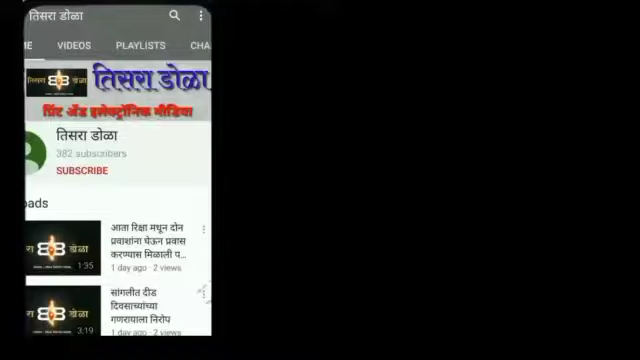 तिसरा डोळा
VIDEOS PLAYLISTS
तिसरा डोळा तिसरा डोळा
प्रिंट अँड इलेक्ट्रॉनिक मीडिया
तिसरा डोळा
382 subscribers
SUBSCRIBE
आता रिक्षा मधून दोन
प्रवाशांना घेऊन प्रवास
करण्यास मिळाली प...
1 day ago · 2 views
डोळा
1:35
सांगलीत दीड
दिवसाच्यांच्या
गणरायाला निरोप
1 day ago · 2 views
डोळा
3:19